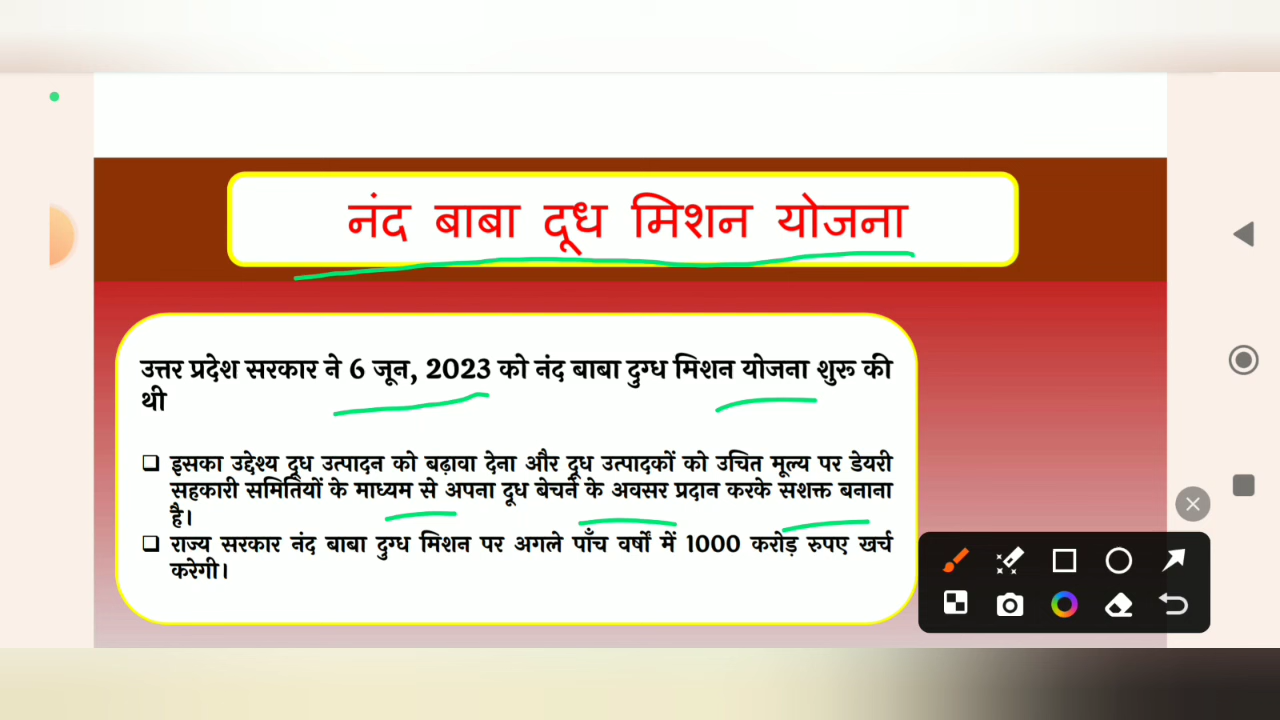 नंद बाबा दूध मिशन योजना
उत्तर प्रदेश सरकार ने 6 जून, 2023 को नंद बाबा दुग्ध मिशन योजना शुरू की
थी
❑ इसका उद्देश्य दूध उत्पादन को बढ़ावा देना और दूध उत्पादकों को उचित मूल्य पर डेयरी
सहकारी समितियों के माध्यम से अपना दूध बेचने के अवसर प्रदान करके सशक्त बनाना
है।
❑ राज्य सरकार नंद बाबा दुग्ध मिशन पर अगले पाँच वर्षों में 1000 करोड़ रुपए खर्च
करेगी।